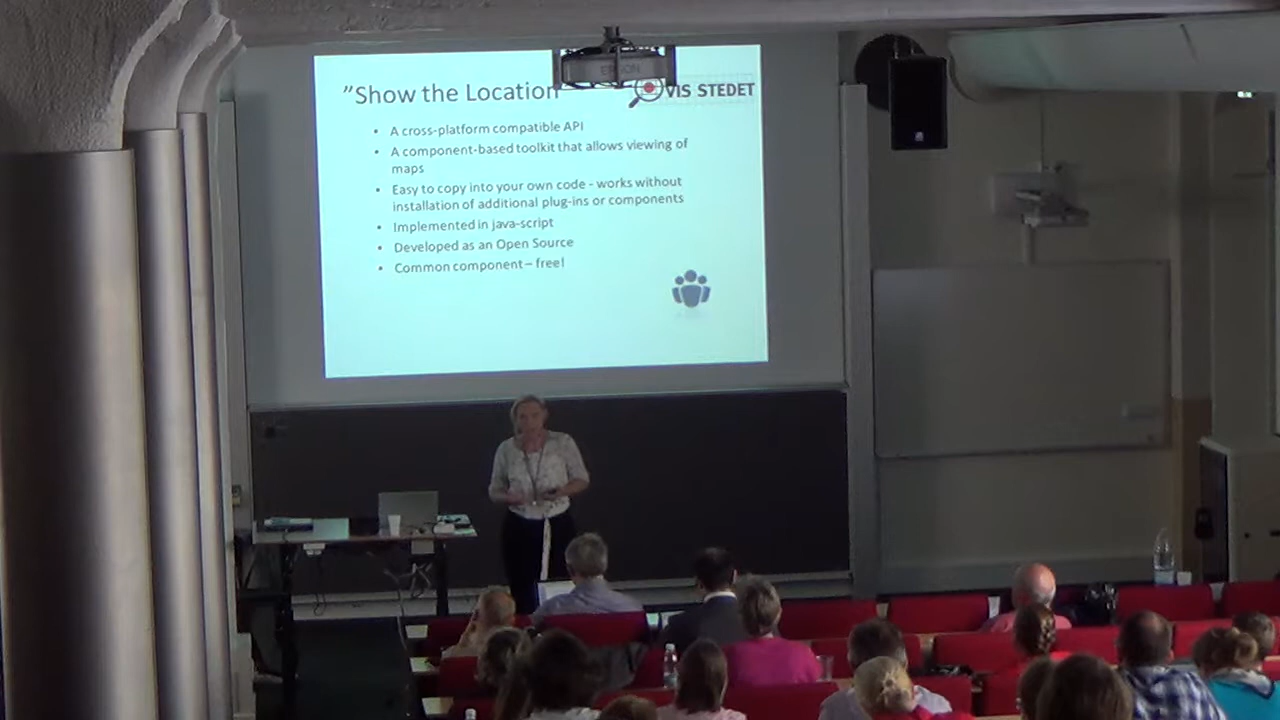 ”Show the Location
VIS STEDET
• A cross-platform compatible API
• A component-based toolkit that allows viewing of
maps
• Easy to copy into your own code - works without
installation of additional plug-ins or components
• Implemented in java-script
• Developed as an Open Source
• Common component – free!
EPSON